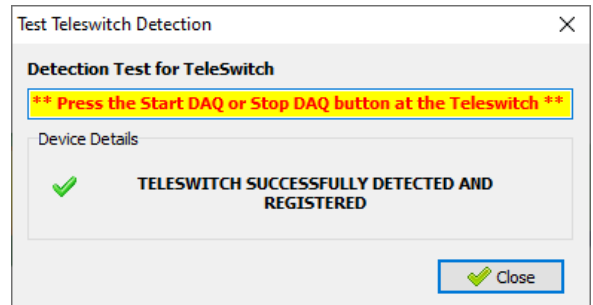 Test Teleswitch Detection
Detection Test for TeleSwitch
** Press the Start DAQ or Stop DAQ button at the Teleswitch **
Device Details
TELESWITCH SUCCESSFULLY DETECTED AND
REGISTERED
Close